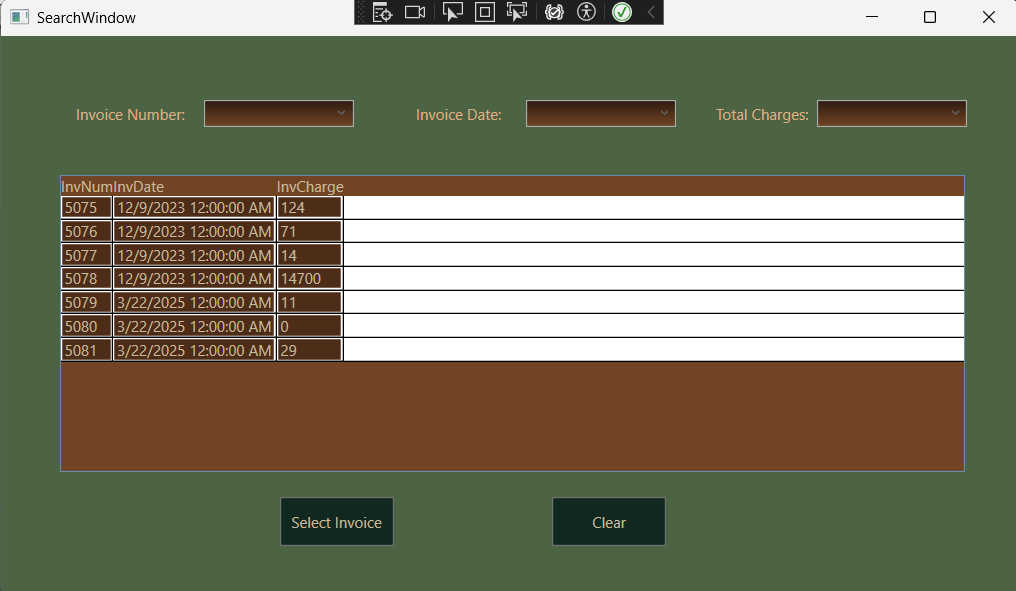 SearchWindow
Invoice Number: Invoice Date: Total Charges:
InvNum InvDate InvCharge
5075 12/9/2023 12:00:00 AM 124
5076 12/9/2023 12:00:00 AM 71
5077 12/9/2023 12:00:00 AM 14
5078 12/9/2023 12:00:00 AM 14700
5079 3/22/2025 12:00:00 AM 11
5080 3/22/2025 12:00:00 AM 0
5081 3/22/2025 12:00:00 AM 29
Select Invoice Clear